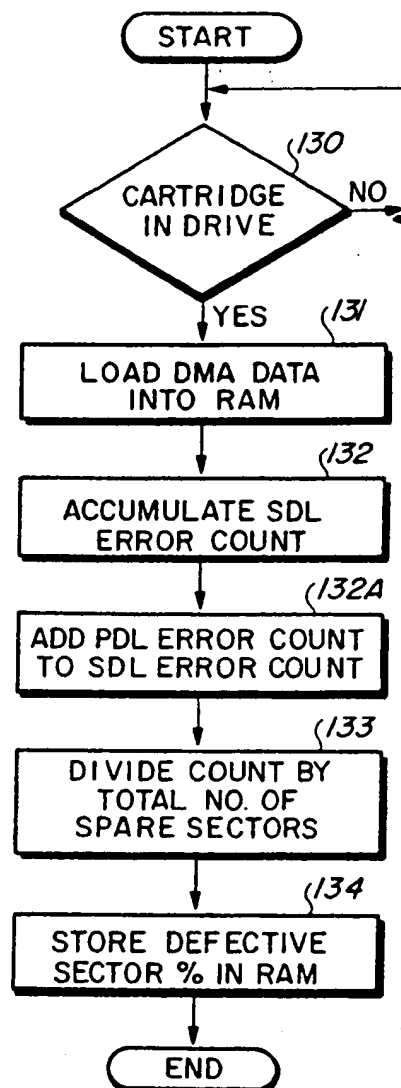 START
130
CARTRIDGE
IN DRIVE
NO
YES
131
LOAD DMA DATA
INTO RAM
132
ACCUMULATE SDL
ERROR COUNT
132A
ADD PDL ERROR COUNT
TO SDL ERROR COUNT
133
DIVIDE COUNT BY
TOTAL NO. OF
SPARE SECTORS
134
STORE DEFECTIVE
SECTOR % IN RAM
END